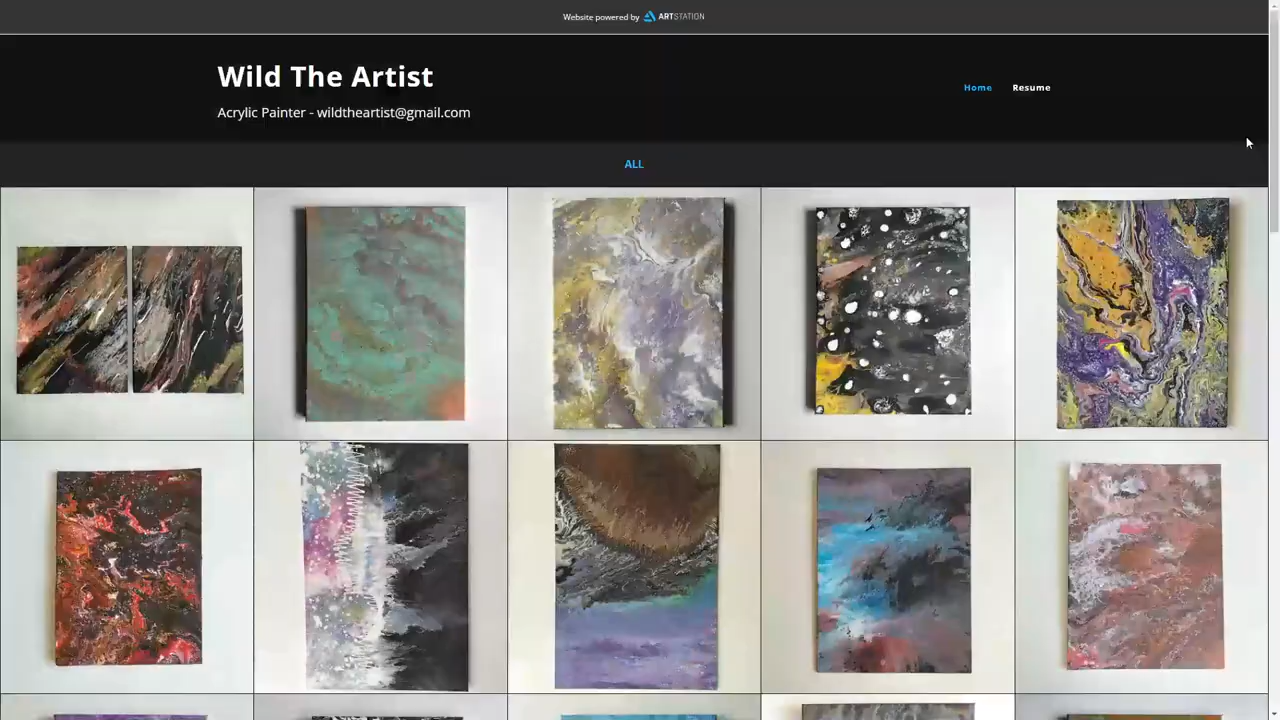 Website powered by ARTSTATION
Wild The Artist
Home Resume
Acrylic Painter - wildtheartist@gmail.com
ALL